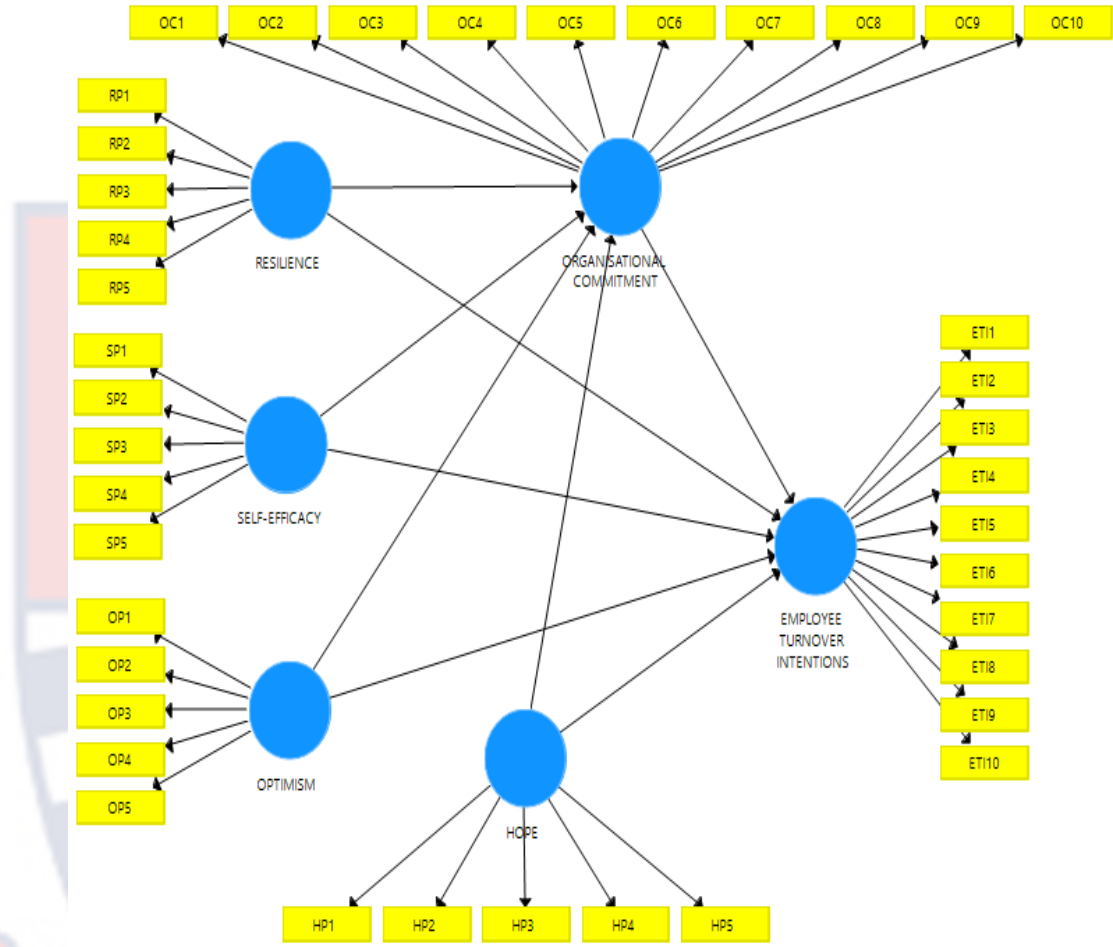 OC1
OC2
OC3
OC4
OC5
OC6
OC7
OC8
OC9
OC10
RP1
RP2
RP3
RP4
RP5
RESILIENCE
ORGANISATIONAL
COMMITMENT
SP1
SP2
SP3
SP4
SP5
SELF-EFFICACY
ETI1
ETI2
ETI3
ETI4
ETI5
ETI6
ETI7
ETI8
ETI9
ETI10
EMPLOYEE
TURNOVER
INTENTIONS
OP1
OP2
OP3
OP4
OP5
OPTIMISM
HOPE
HP1
HP2
HP3
HP4
HP5